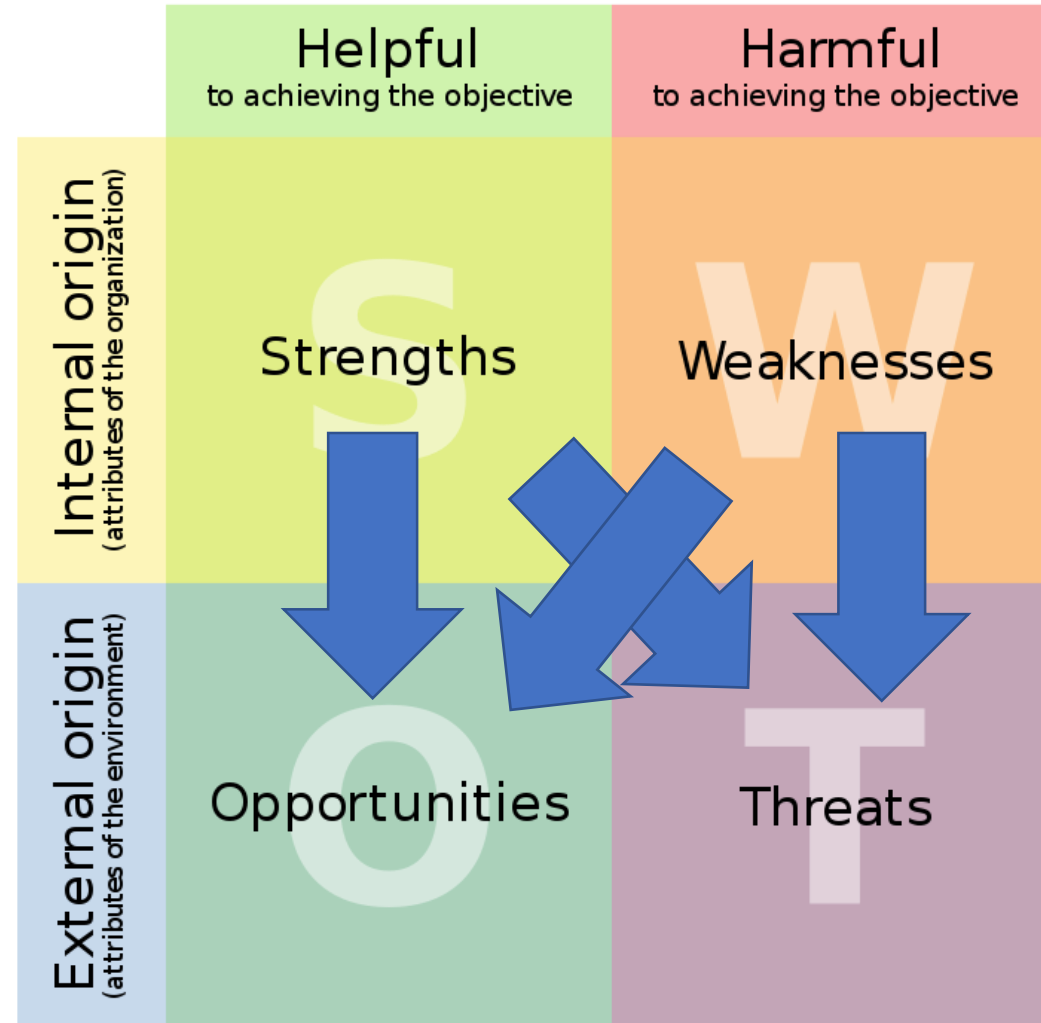 Helpful
to achieving the objective
Harmful
to achieving the objective
Internal origin
(attributes of the organization)
S
Strengths
W
Weaknesses
External origin
(attributes of the environment)
O
Opportunities
T
Threats